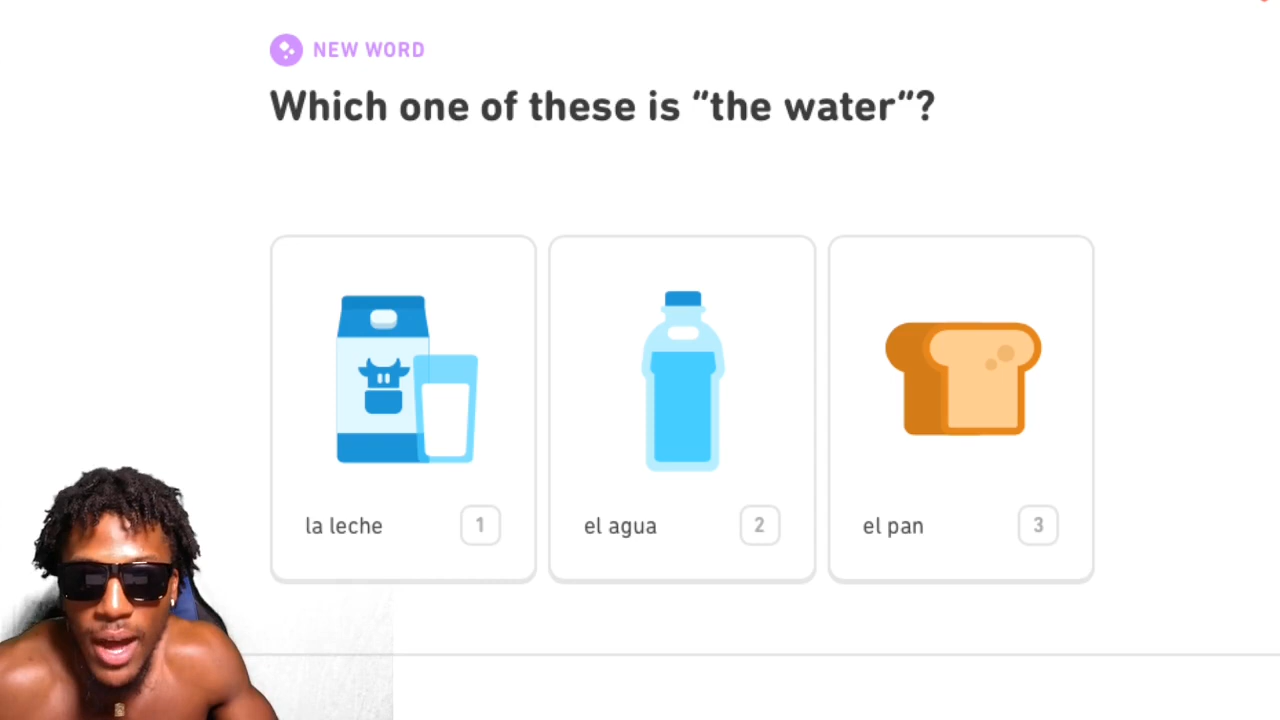 NEW WORD
Which one of these is “the water“?
la leche 1
el agua 2
el pan 3